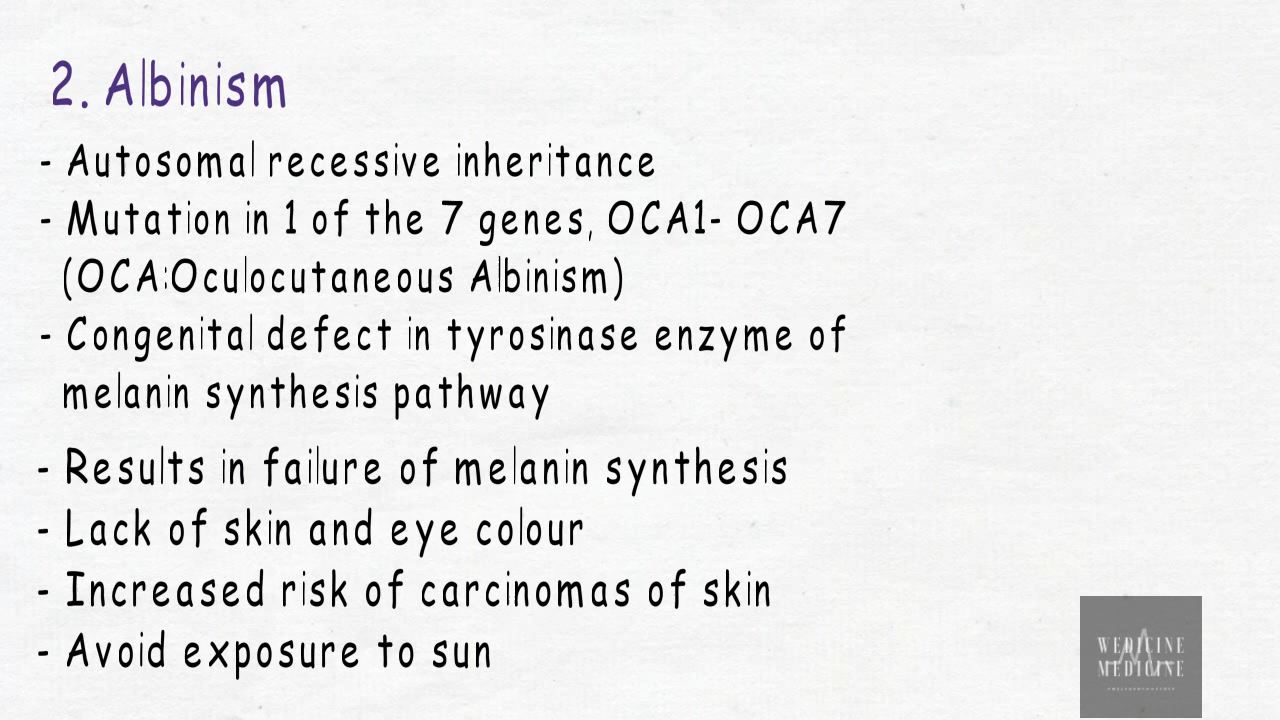 2. Albinism
- Autosomal recessive inheritance
- Mutation in 1 of the 7 genes, OCA1- OCA7
(OCA:Oculocutaneous Albinism)
- Congenital defect in tyrosinase enzyme of
melanin synthesis pathway
- Results in failure of melanin synthesis
- Lack of skin and eye colour
- Increased risk of carcinomas of skin
- Avoid exposure to sun
WEDICINE
MEDICINE